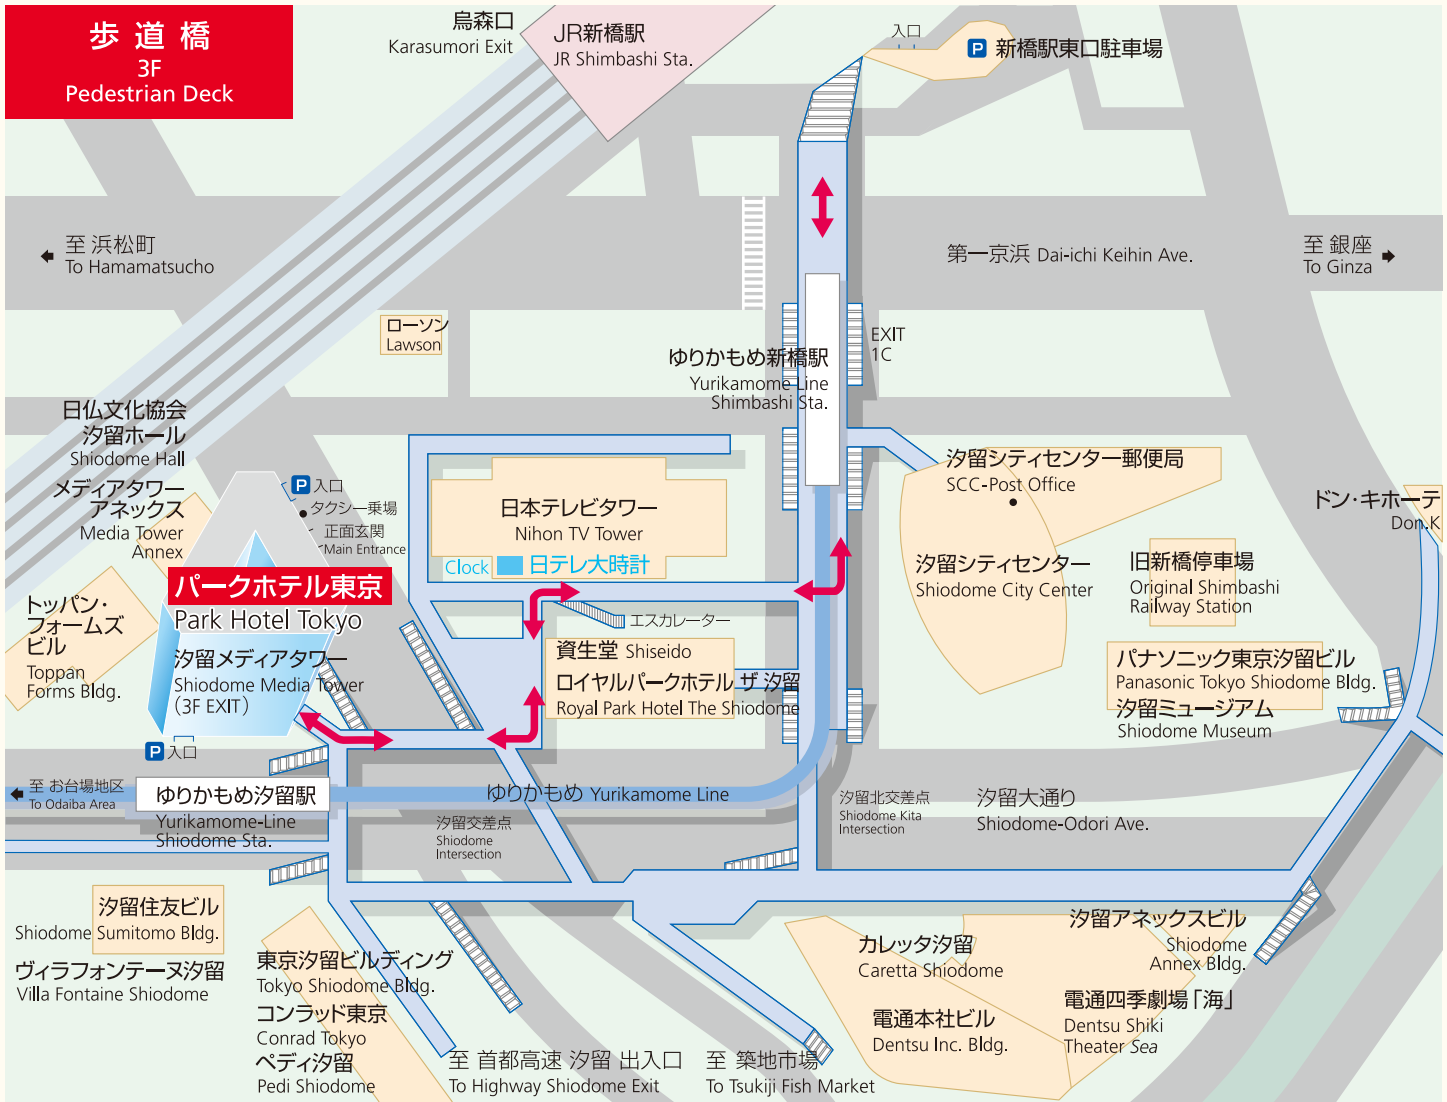 歩道橋
3F
Pedestrian Deck
烏森口
Karasumori Exit
JR新橋駅
JR Shimbashi Sta.
入口
P 新橋駅東口駐車場
至 浜松町
To Hamamatsucho
第一京浜 Dai-ichi Keihin Ave.
至 銀座
To Ginza
ローソン
Lawson
EXIT
1C
ゆりかもめ新橋駅
Yurikamome Line
Shimbashi Sta.
日仏文化協会
汐留ホール
Shiodome Hall
メディアタワー
アネックス
Media Tower
Annex
P 入口
タクシー乗場
正面玄関
Main Entrance
日本テレビタワー
Nihon TV Tower
Clock 日テレ大時計
汐留シティセンター郵便局
SCC-Post Office
汐留シティセンター
Shiodome City Center
旧新橋停車場
Original Shimbashi
Railway Station
ドン・キホーテ
Don.K
パークホテル東京
Park Hotel Tokyo
汐留メディアタワー
Shiodome Media Tower
(3F EXIT)
トッパン・
フォームズ
ビル
Toppan
Forms Bldg.
エスカレーター
資生堂 Shiseido
ロイヤルパークホテル ザ 汐留
Royal Park Hotel The Shiodome
パナソニック東京汐留ビル
Panasonic Tokyo Shiodome Bldg.
汐留ミュージアム
Shiodome Museum
P 入口
至 お台場地区
To Odaiba Area
ゆりかもめ汐留駅
Yurikamome-Line
Shiodome Sta.
ゆりかもめ Yurikamome Line
汐留交差点
Shiodome
Intersection
汐留北交差点
Shiodome Kita
Intersection
汐留大通り
Shiodome-Odori Ave.
汐留住友ビル
Shiodome Sumitomo Bldg.
ヴィラフォンテーヌ汐留
Villa Fontaine Shiodome
東京汐留ビルディング
Tokyo Shiodome Bldg.
コンラッド東京
Conrad Tokyo
ペディ汐留
Pedi Shiodome
至 首都高速 汐留 出入口
To Highway Shiodome Exit
至 築地市場
To Tsukiji Fish Market
カレッタ汐留
Caretta Shiodome
電通本社ビル
Dentsu Inc. Bldg.
汐留アネックスビル
Shiodome
Annex Bldg.
電通四季劇場「海」
Dentsu Shiki
Theater Sea